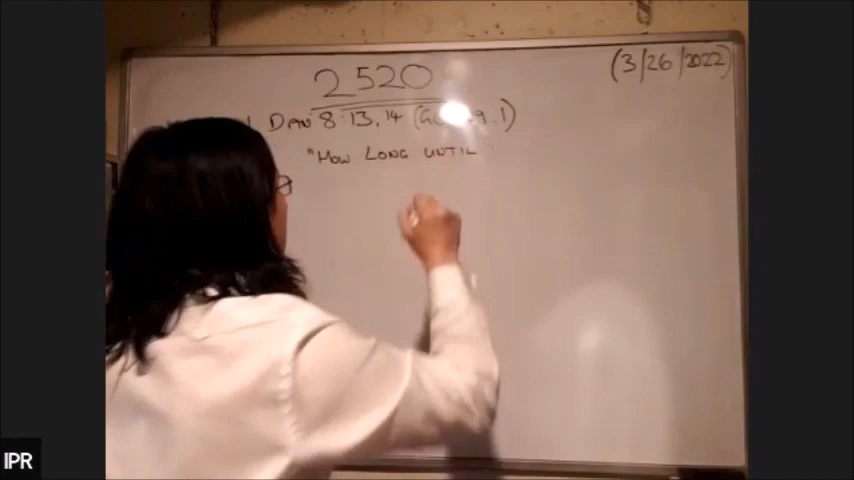 2520
(3/26/2022)
DAN 8:13,14 (
"HOW LONG UNTIL
IPR